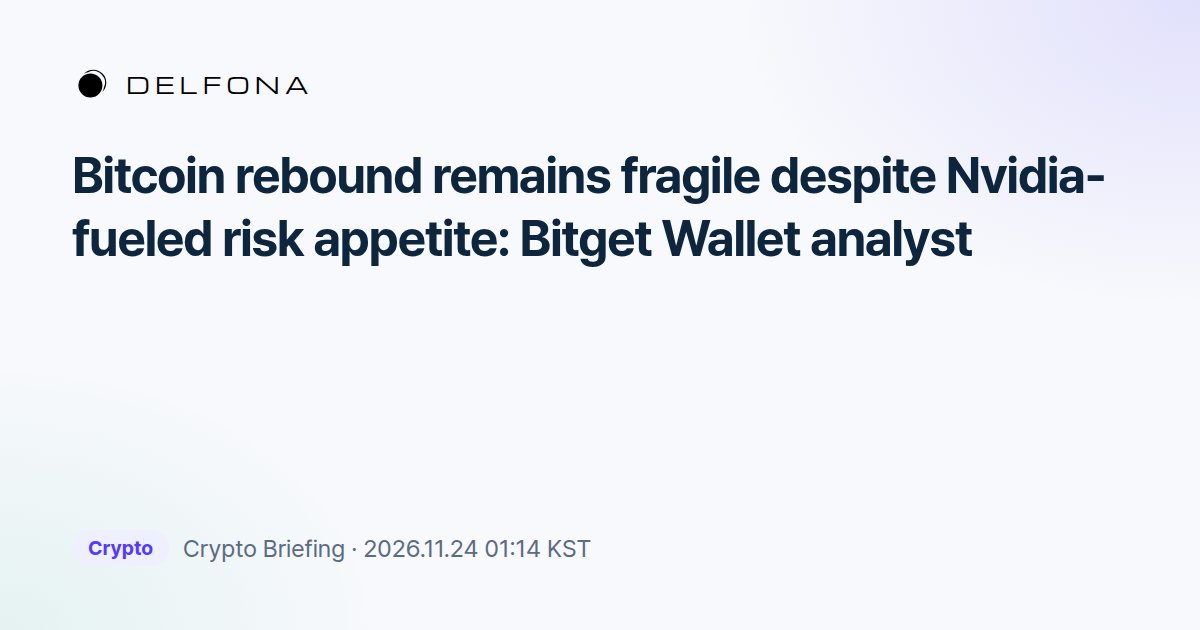 DELFONA
Bitcoin rebound remains fragile despite Nvidia-
fueled risk appetite: Bitget Wallet analyst
Crypto Crypto Briefing · 2026.11.24 01:14 KST